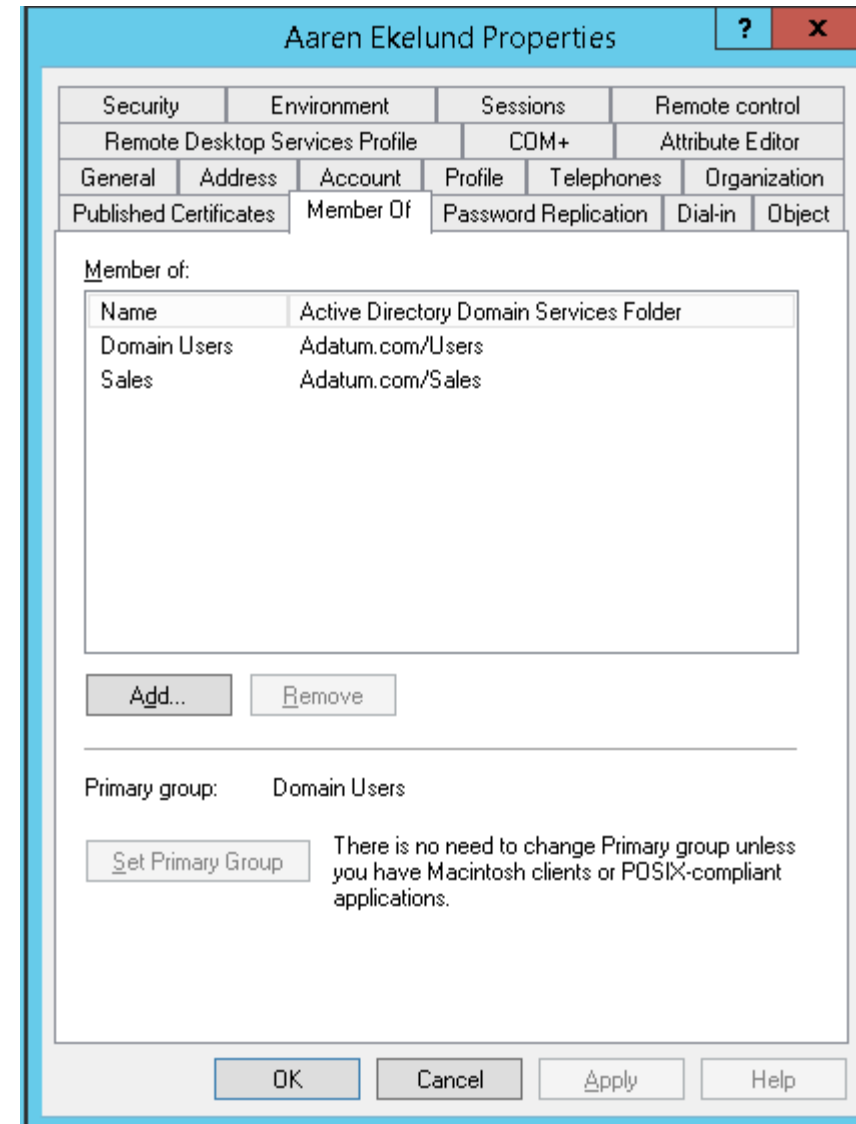 Aaren Ekelund Properties ? x
Security Environment Sessions Remote control
Remote Desktop Services Profile COM+ Attribute Editor
General Address Account Profile Telephones Organization
Published Certificates Member Of Password Replication Dial-in Object
Member of:
Name Active Directory Domain Services Folder
Domain Users Adatum.com/Users
Sales Adatum.com/Sales
Add... Remove
Primary group: Domain Users
Set Primary Group
There is no need to change Primary group unless
you have Macintosh clients or POSIX-compliant
applications.
OK Cancel Apply Help